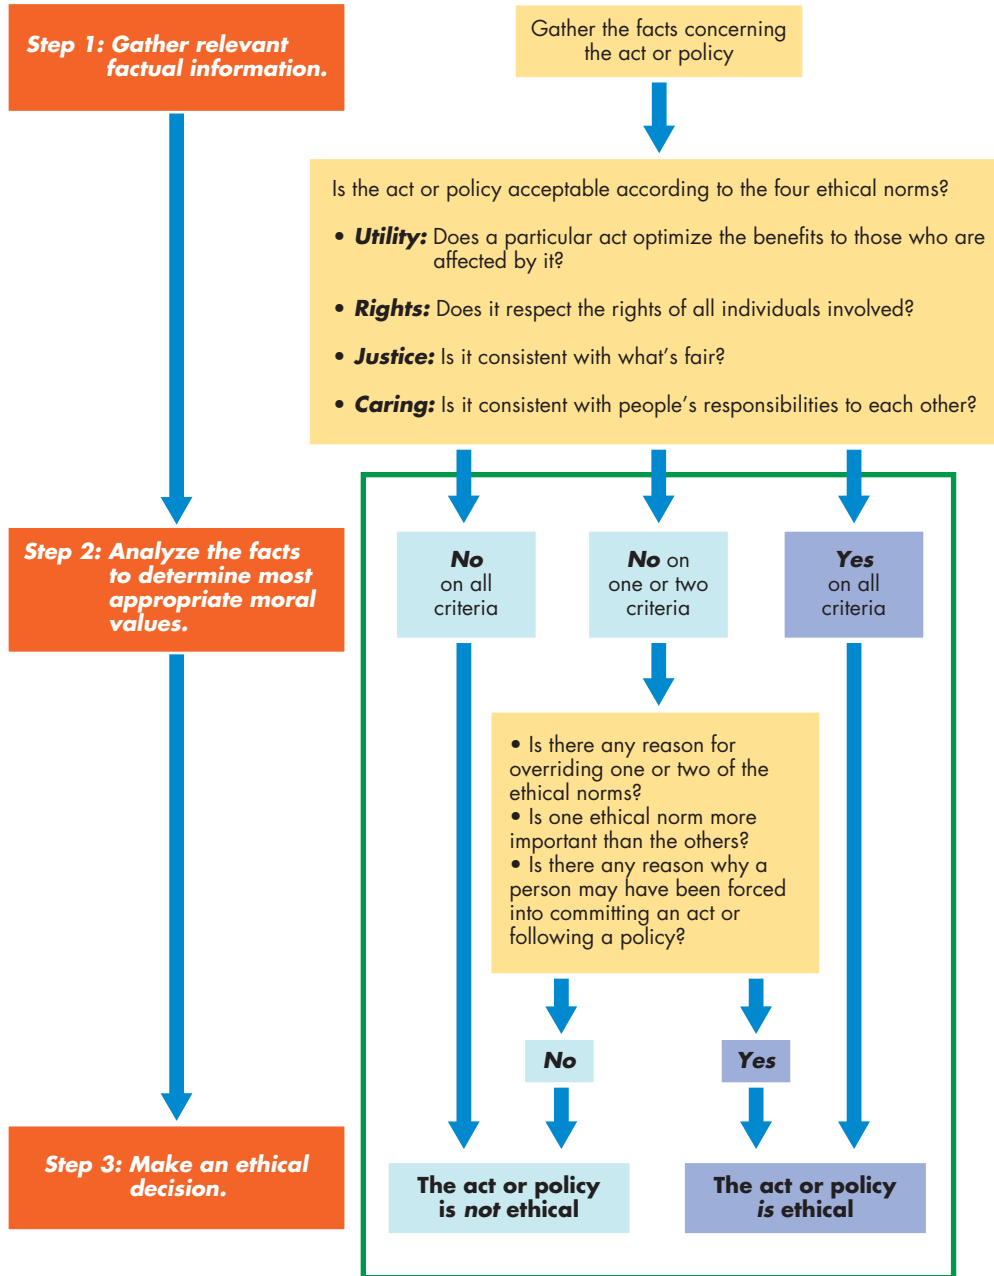 Step 1: Gather relevant
factual information.
Gather the facts concerning
the act or policy
Is the act or policy acceptable according to the four ethical norms?
• Utility: Does a particular act optimize the benefits to those who are
affected by it?
• Rights: Does it respect the rights of all individuals involved?
• Justice: Is it consistent with what’s fair?
• Caring: Is it consistent with people’s responsibilities to each other?
Step 2: Analyze the facts
to determine most
appropriate moral
values.
No
on all
criteria
No on
one or two
criteria
Yes
on all
criteria
• Is there any reason for
overriding one or two of the
ethical norms?
• Is one ethical norm more
important than the others?
• Is there any reason why a
person may have been forced
into committing an act or
following a policy?
No
Yes
Step 3: Make an ethical
decision.
The act or policy
is not ethical
The act or policy
is ethical